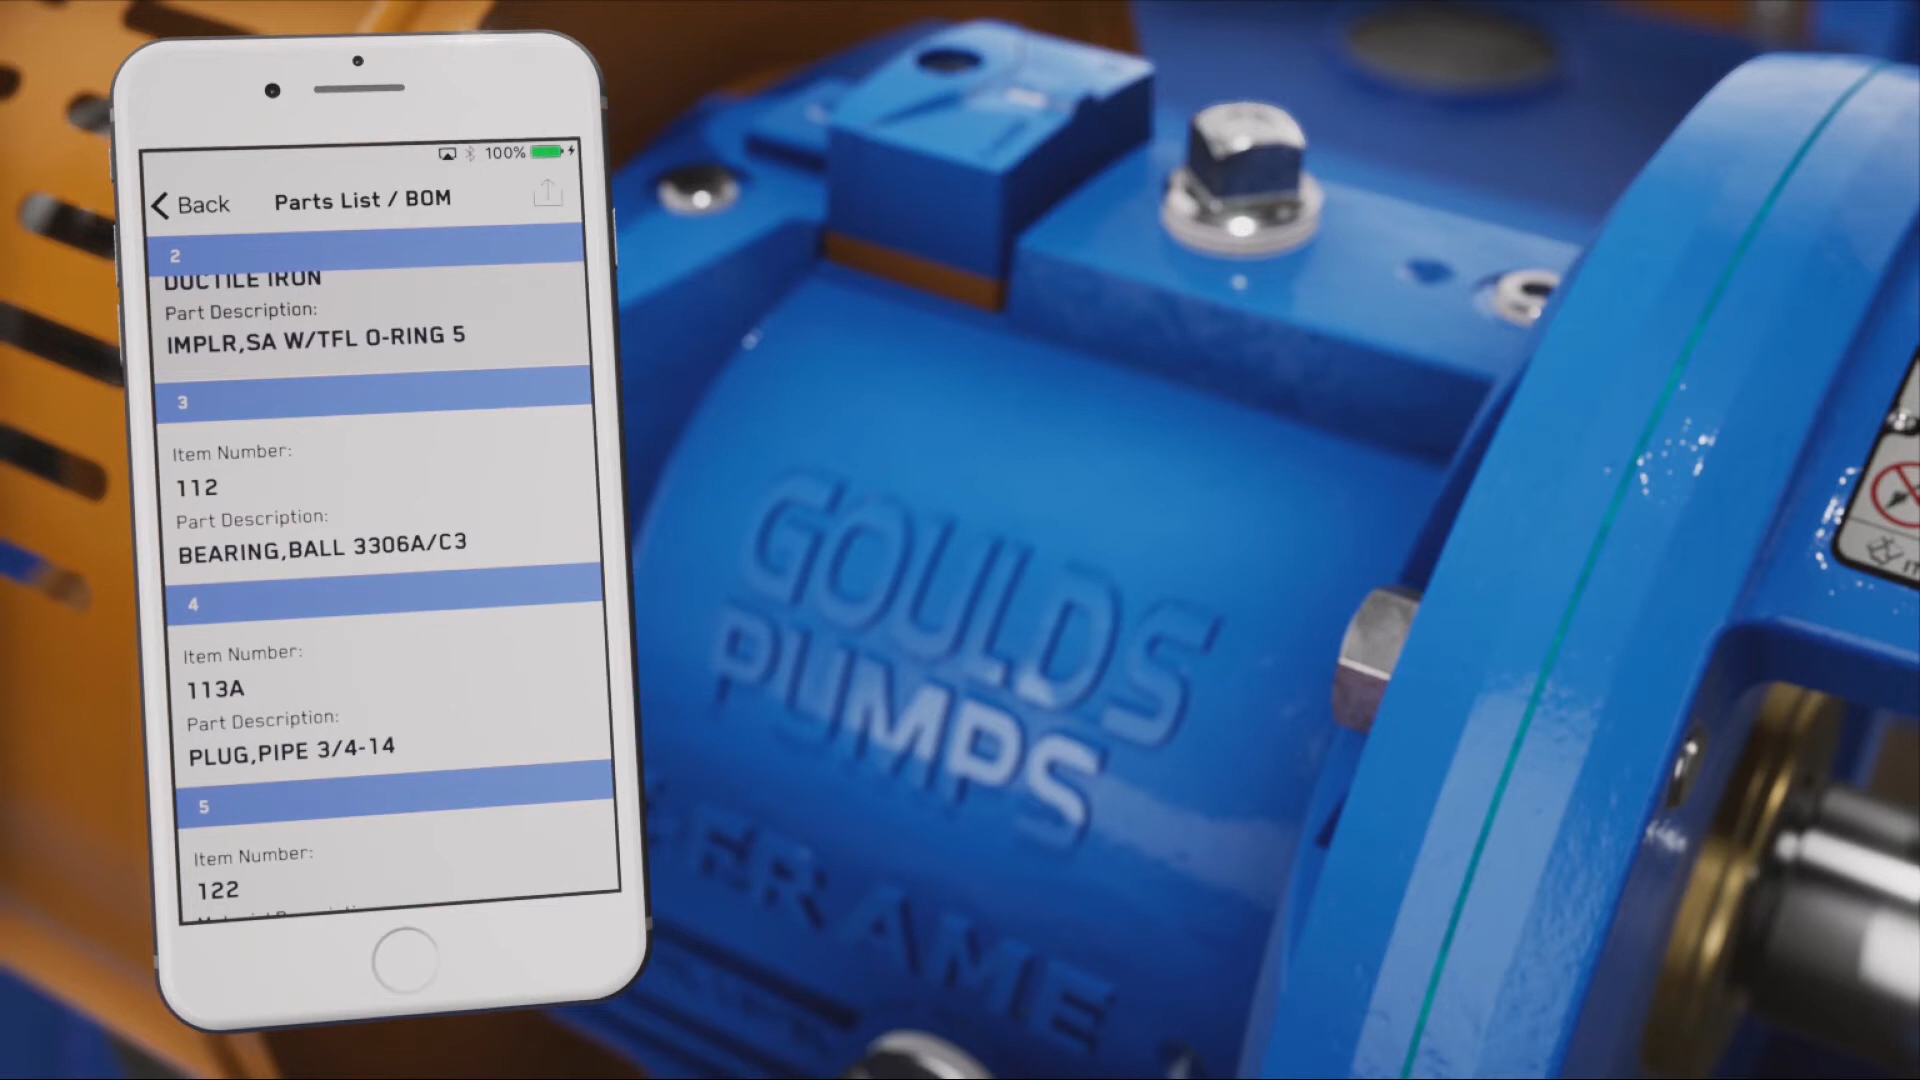 100%
Back
Parts List / BOM
2
DUCTILE IRON
Part Description:
IMPLR,SA W/TFL O-RING 5
3
Item Number:
112
Part Description:
BEARING,BALL 3306A/C3
4
Item Number:
113A
Part Description:
PLUG,PIPE 3/4-14
5
Item Number:
122
GOULDS
PUMPS
FRAME